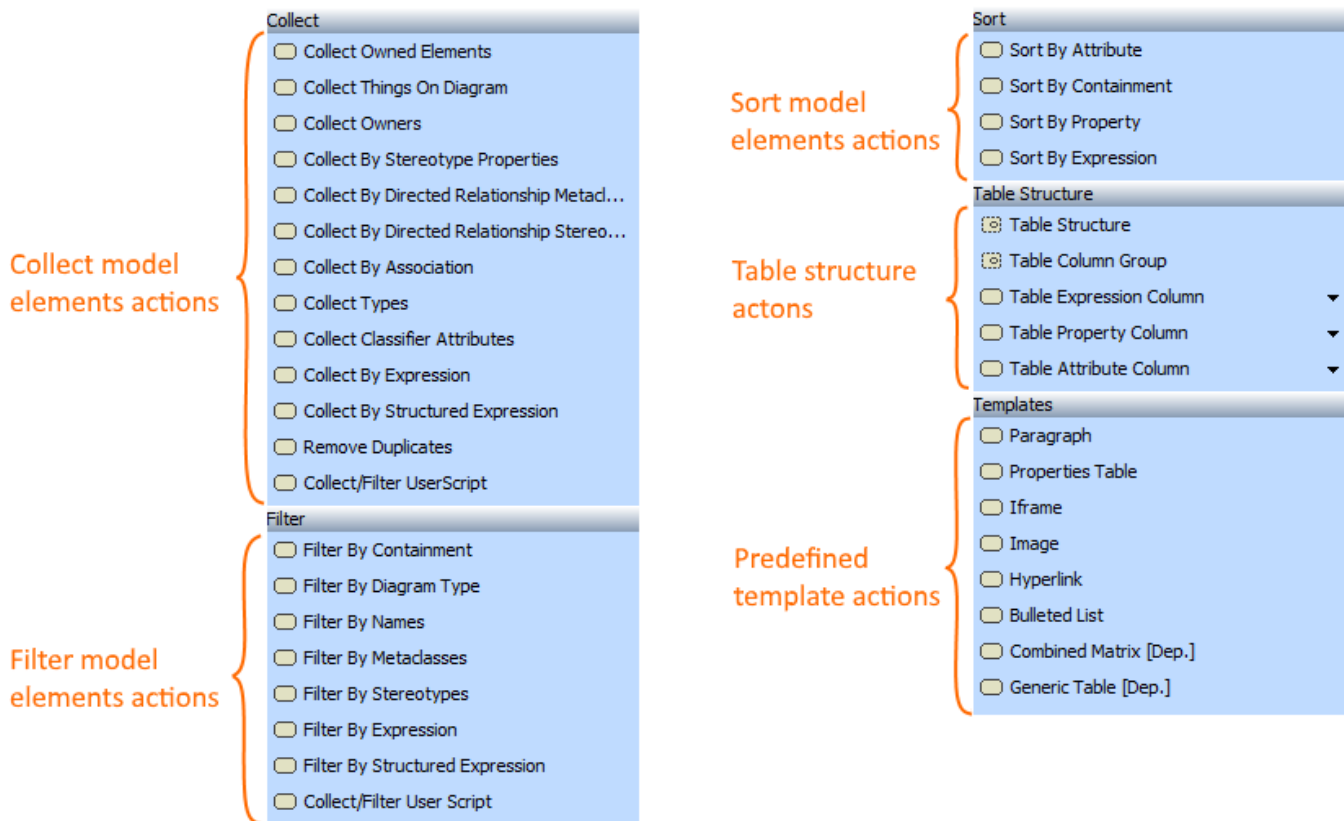 Collect
Collect Owned Elements
Collect Things On Diagram
Collect Owners
Collect By Stereotype Properties
Collect By Directed Relationship Metacl...
Collect By Directed Relationship Stereo...
Collect By Association
Collect Types
Collect Classifier Attributes
Collect By Expression
Collect By Structured Expression
Remove Duplicates
Collect/Filter UserScript
Collect model
elements actions
Filter
Filter By Containment
Filter By Diagram Type
Filter By Names
Filter By Metaclasses
Filter By Stereotypes
Filter By Expression
Filter By Structured Expression
Collect/Filter User Script
Filter model
elements actions
Sort
Sort By Attribute
Sort By Containment
Sort By Property
Sort By Expression
Sort model
elements actions
Table Structure
Table Structure
Table Column Group
Table Expression Column
Table Property Column
Table Attribute Column
Table structure
actons
Templates
Paragraph
Properties Table
Iframe
Image
Hyperlink
Bulleted List
Combined Matrix [Dep.]
Generic Table [Dep.]
Predefined
template actions